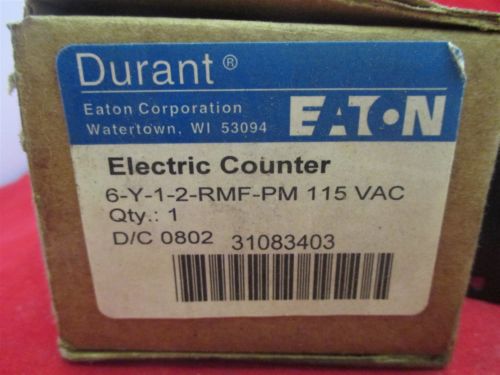 Durant®
Eaton Corporation
Watertown, WI 53094
EATON
Electric Counter
6-Y-1-2-RMF-PM 115 VAC
Qty.: 1
D/C 0802 31083403